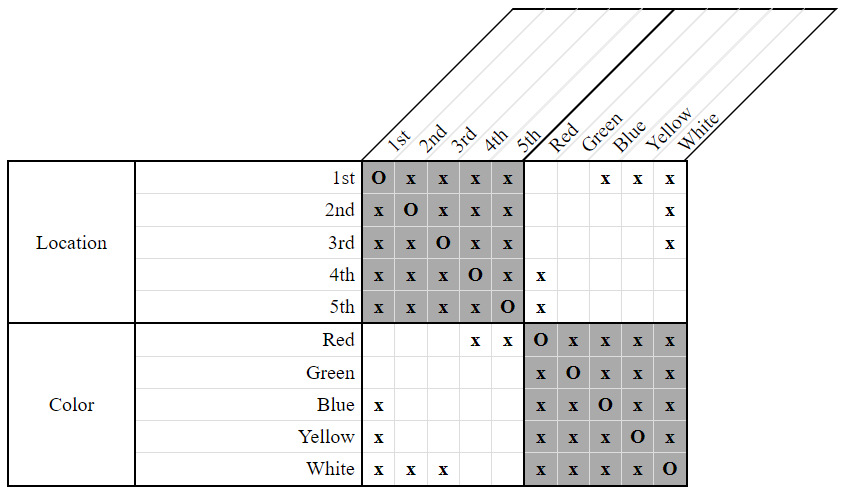 1st 2nd 3rd 4th 5th Red Green Blue Yellow White
1st O x x x x x x x
2nd x O x x x x
Location 3rd x x O x x x
4th x x x O x x
5th x x x x O x
Red x x O x x x x
Green x O x x x
Color Blue x x x O x x
Yellow x x x x O x
White x x x x x x x O